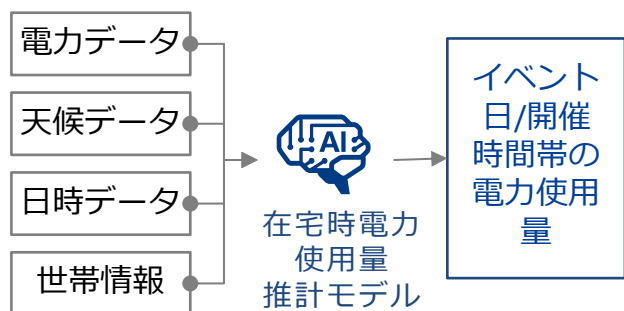 電力データ
天候データ
日時データ
世帯情報
AI
在宅時電力
使用量
推計モデル
イベント
日/開催
時間帯の
電力使用
量